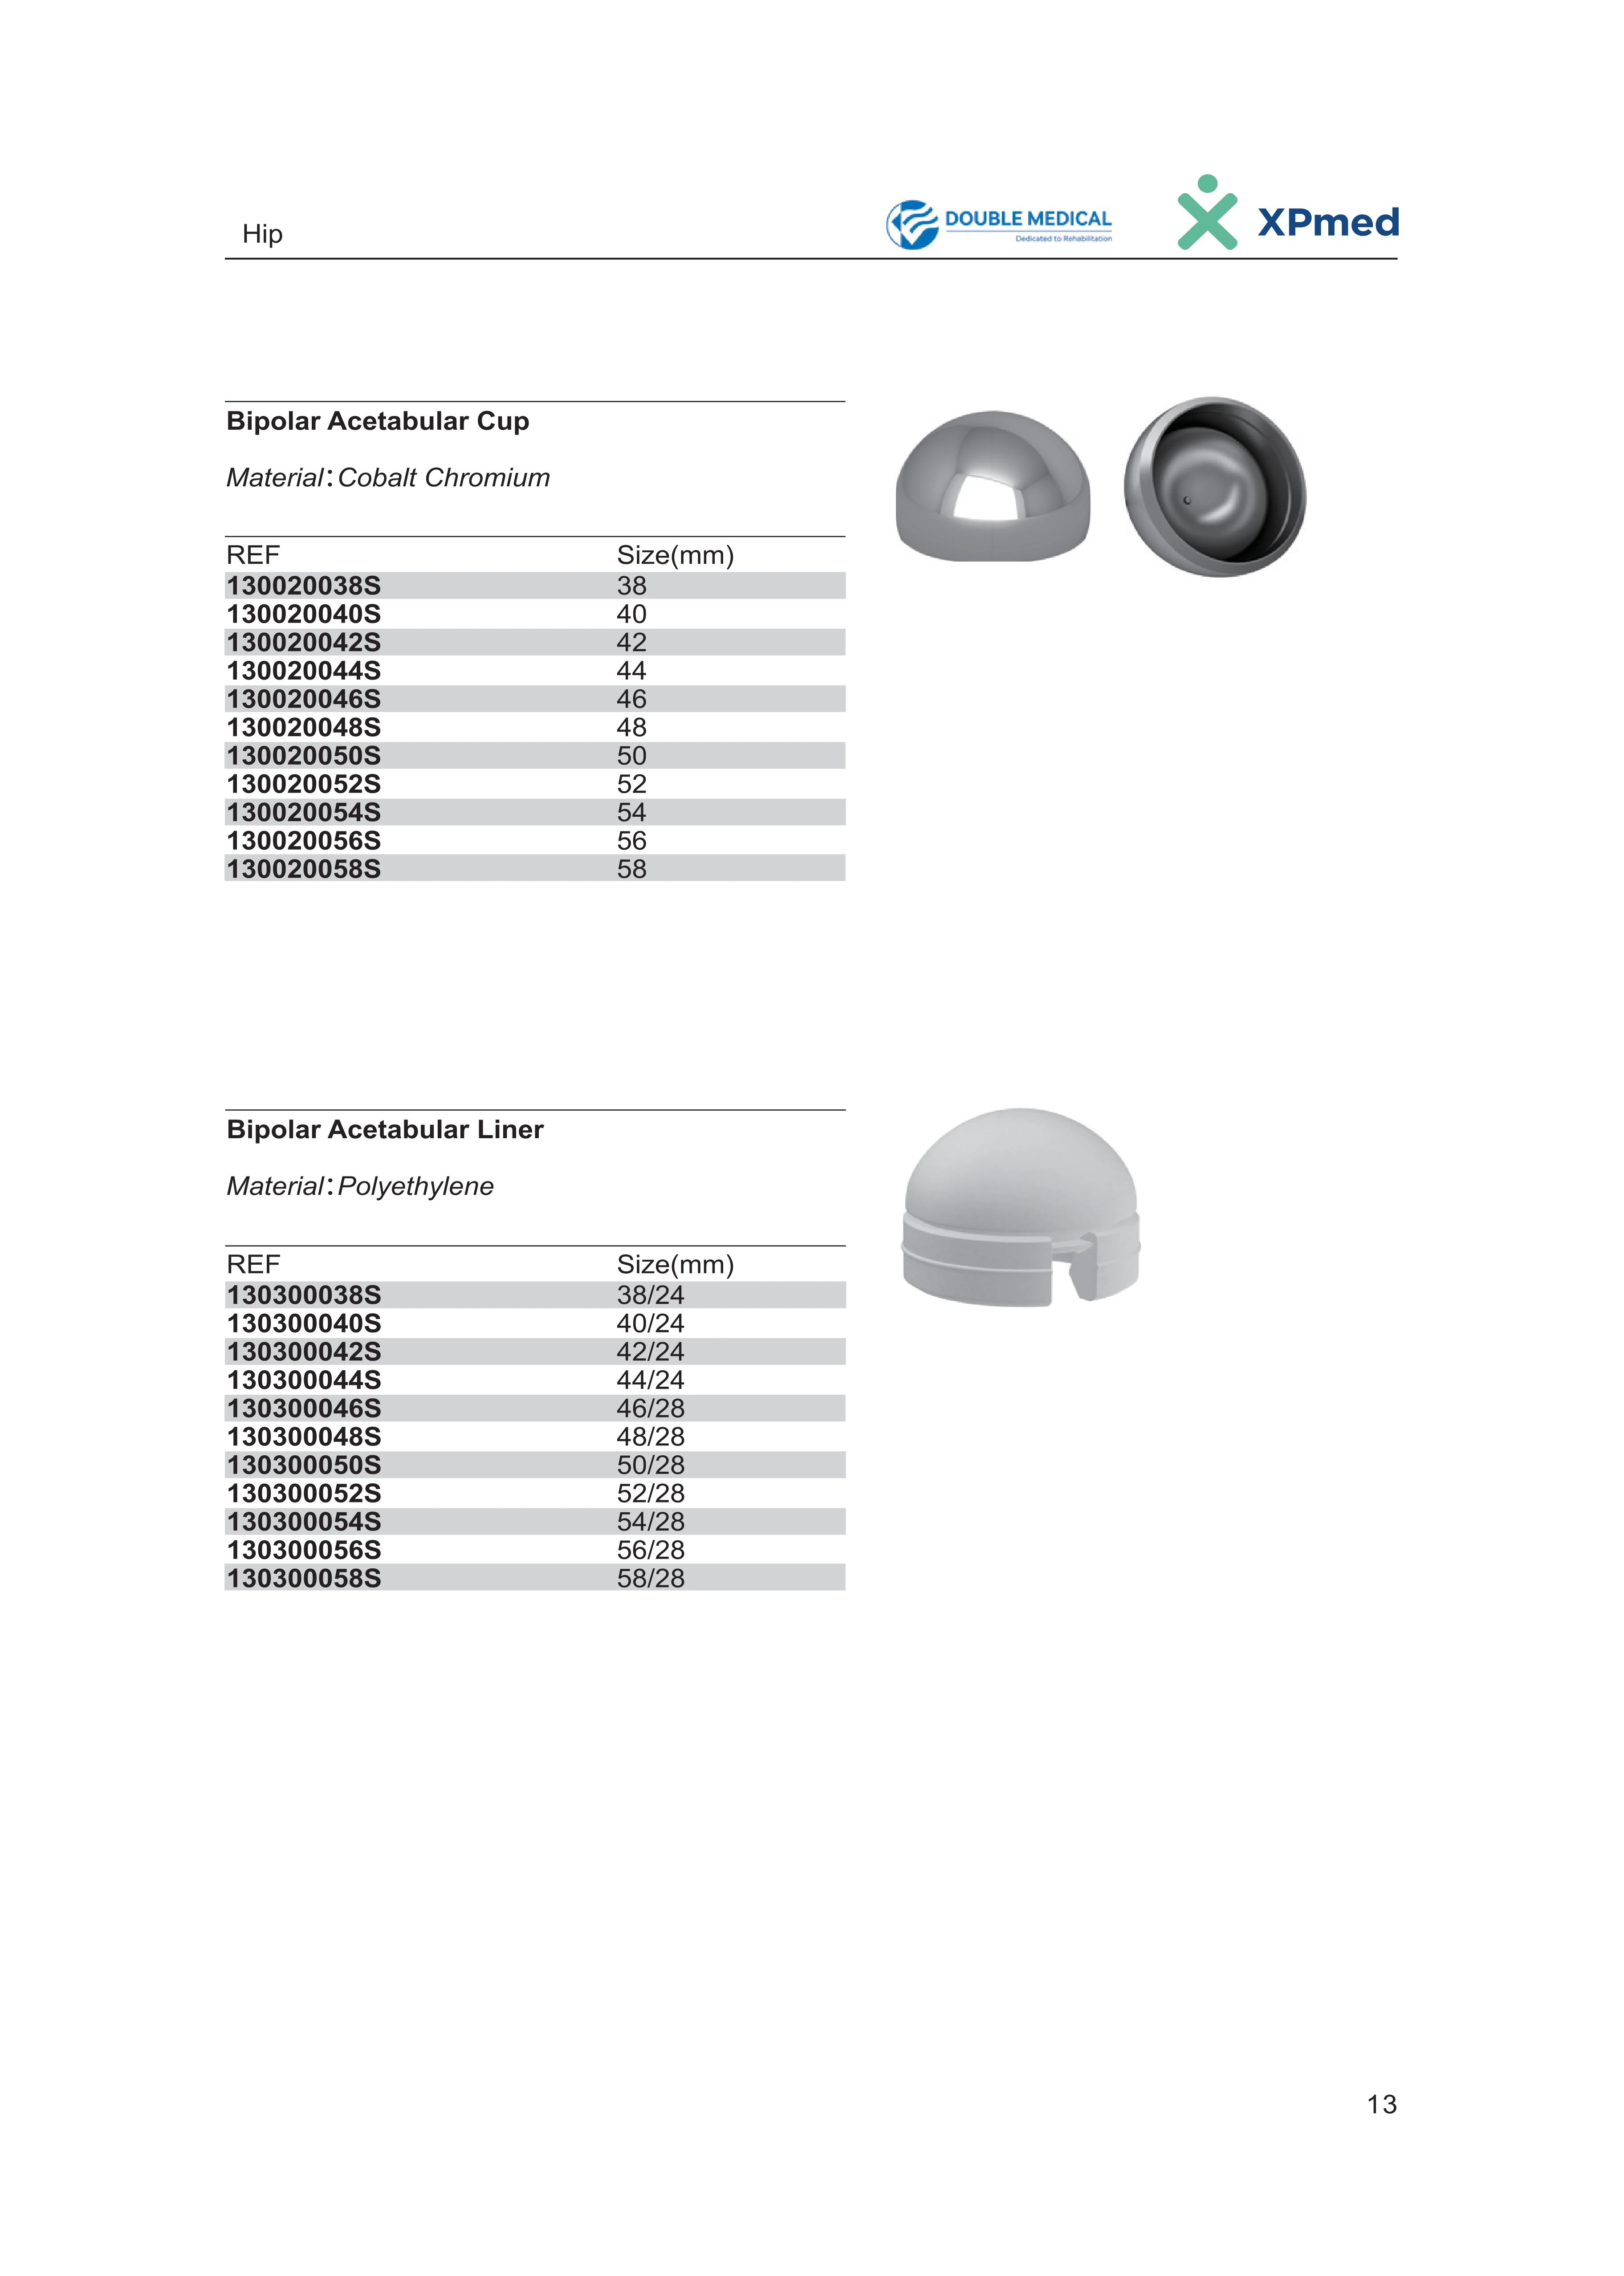 Hip
DOUBLE MEDICAL
Dedicated to Rehabilitation
XPmed
Bipolar Acetabular Cup
Material：Cobalt Chromium
REF Size(mm)
130020038S 38
130020040S 40
130020042S 42
130020044S 44
130020046S 46
130020048S 48
130020050S 50
130020052S 52
130020054S 54
130020056S 56
130020058S 58
Bipolar Acetabular Liner
Material：Polyethylene
REF Size(mm)
130300038S 38/24
130300040S 40/24
130300042S 42/24
130300044S 44/24
130300046S 46/28
130300048S 48/28
130300050S 50/28
130300052S 52/28
130300054S 54/28
130300056S 56/28
130300058S 58/28
13